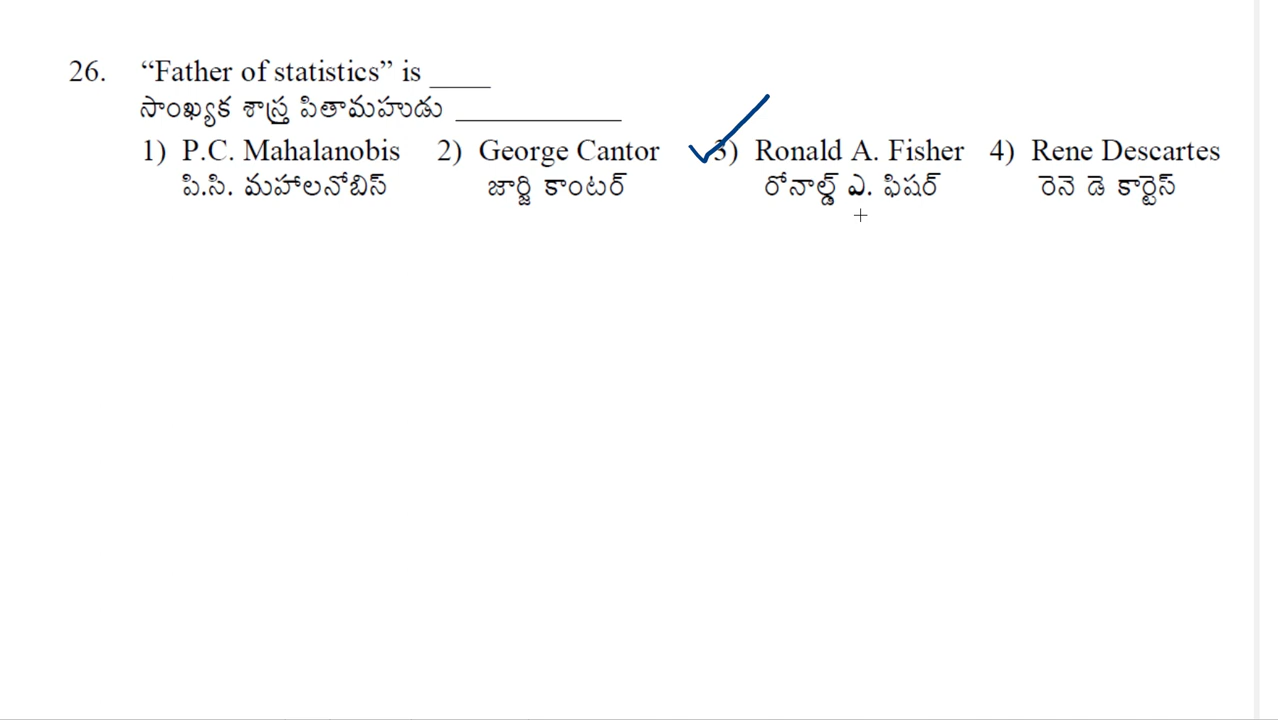 26. “Father of statistics” is ____
సాంఖ్యక శాస్త్ర పితామహుడు ____________
1) P.C. Mahalanobis 2) George Cantor 3) Ronald A. Fisher 4) Rene Descartes
పి.సి. మహాలనోబిస్ జార్జి కాంటర్ రోనాల్డ్ ఎ. ఫిషర్ రెనె డె కార్టెస్